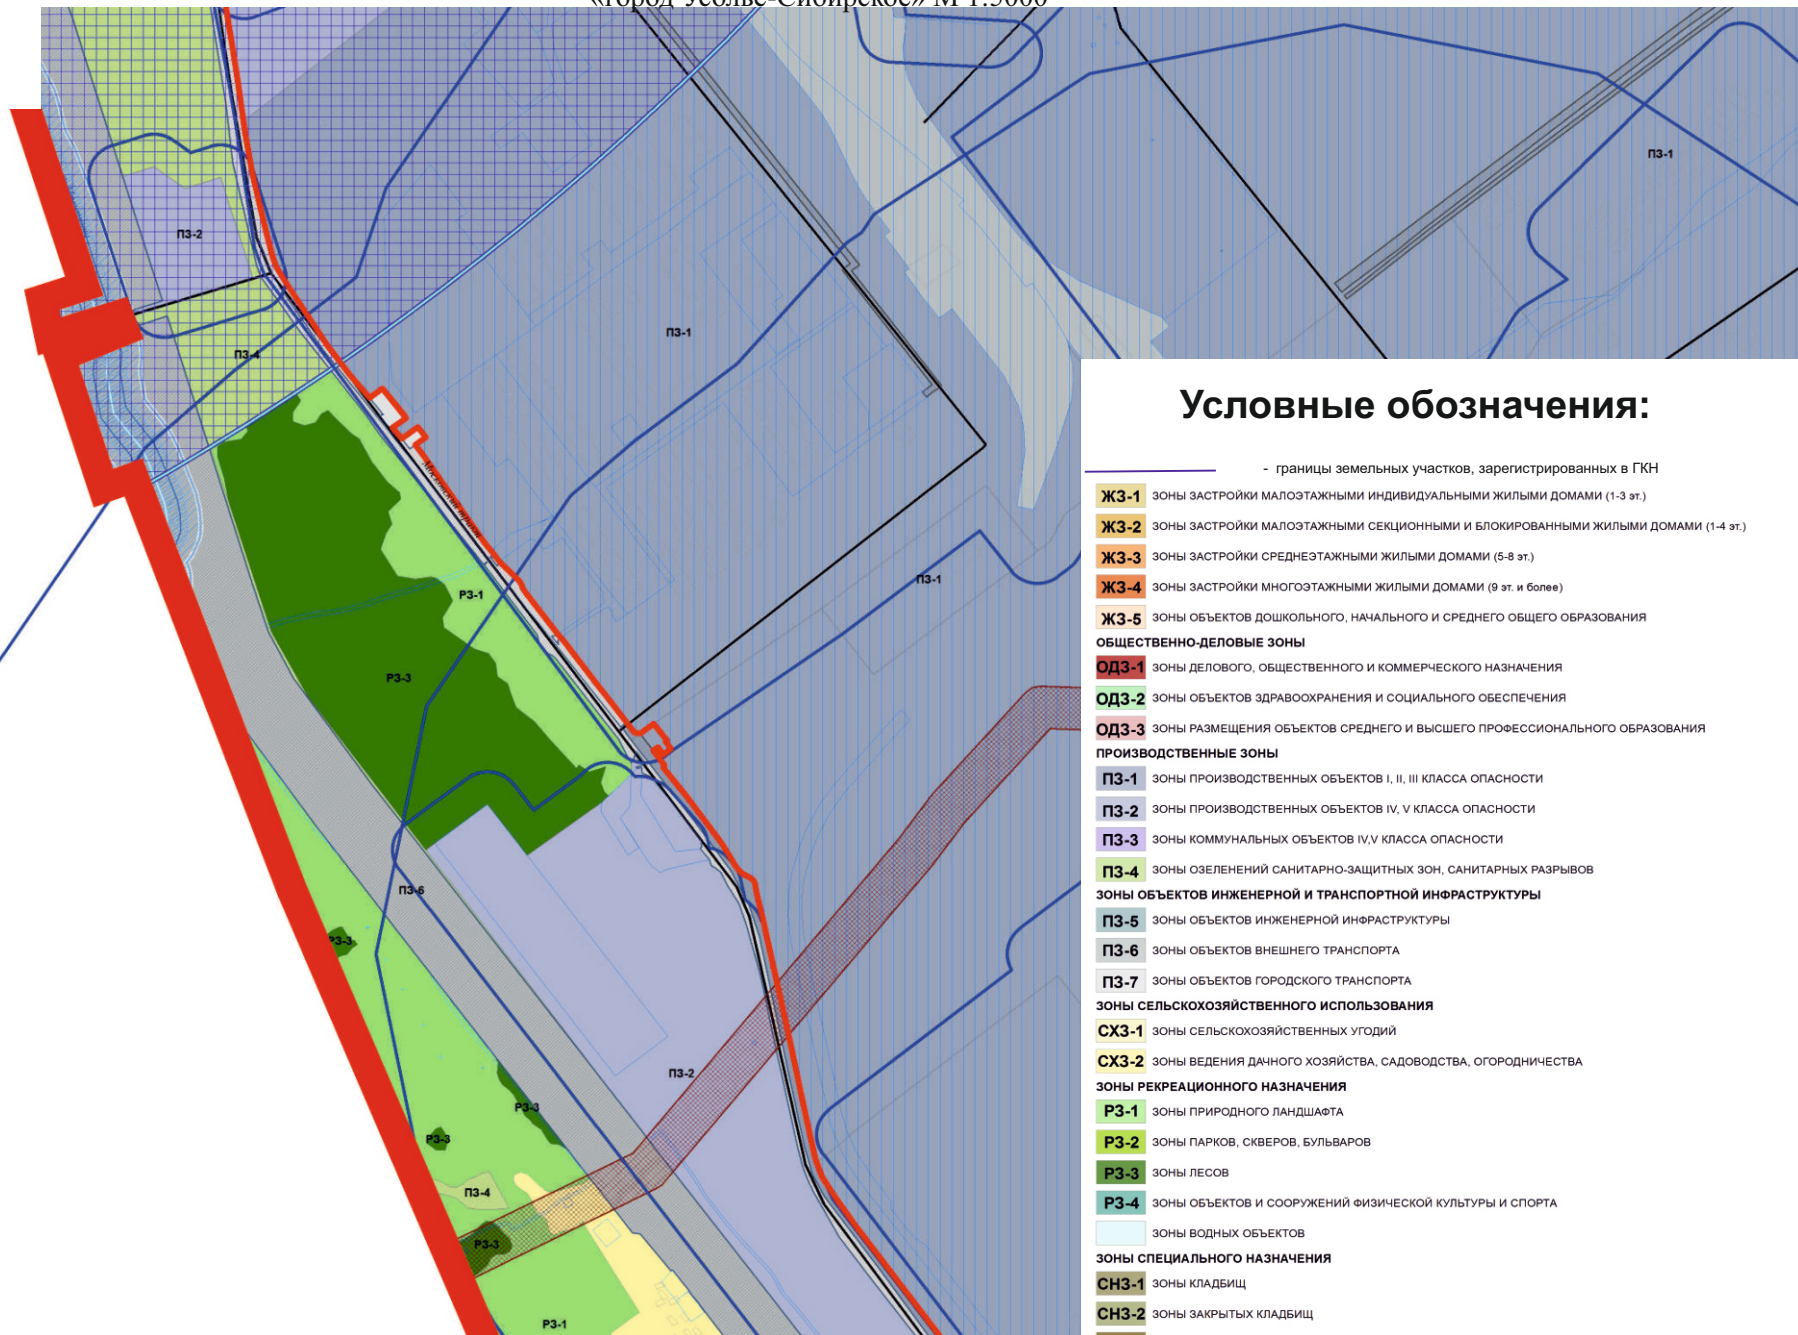 «город Усолье-Сибирское» М 1:5000
ПЗ-1
ПЗ-2
ПЗ-1
ПЗ-4
Московский тракт
ПЗ-1
РЗ-1
РЗ-3
ПЗ-6
РЗ-3
ПЗ-2
РЗ-3
РЗ-3
ПЗ-4
РЗ-3
РЗ-1
Условные обозначения:
- границы земельных участков, зарегистрированных в ГКН
ЖЗ-1 ЗОНЫ ЗАСТРОЙКИ МАЛОЭТАЖНЫМИ ИНДИВИДУАЛЬНЫМИ ЖИЛЫМИ ДОМАМИ (1-3 эт.)
ЖЗ-2 ЗОНЫ ЗАСТРОЙКИ МАЛОЭТАЖНЫМИ СЕКЦИОННЫМИ И БЛОКИРОВАННЫМИ ЖИЛЫМИ ДОМАМИ (1-4 эт.)
ЖЗ-3 ЗОНЫ ЗАСТРОЙКИ СРЕДНЕЭТАЖНЫМИ ЖИЛЫМИ ДОМАМИ (5-8 эт.)
ЖЗ-4 ЗОНЫ ЗАСТРОЙКИ МНОГОЭТАЖНЫМИ ЖИЛЫМИ ДОМАМИ (9 эт. и более)
ЖЗ-5 ЗОНЫ ОБЪЕКТОВ ДОШКОЛЬНОГО, НАЧАЛЬНОГО И СРЕДНЕГО ОБЩЕГО ОБРАЗОВАНИЯ
ОБЩЕСТВЕННО-ДЕЛОВЫЕ ЗОНЫ
ОДЗ-1 ЗОНЫ ДЕЛОВОГО, ОБЩЕСТВЕННОГО И КОММЕРЧЕСКОГО НАЗНАЧЕНИЯ
ОДЗ-2 ЗОНЫ ОБЪЕКТОВ ЗДРАВООХРАНЕНИЯ И СОЦИАЛЬНОГО ОБЕСПЕЧЕНИЯ
ОДЗ-3 ЗОНЫ РАЗМЕЩЕНИЯ ОБЪЕКТОВ СРЕДНЕГО И ВЫСШЕГО ПРОФЕССИОНАЛЬНОГО ОБРАЗОВАНИЯ
ПРОИЗВОДСТВЕННЫЕ ЗОНЫ
ПЗ-1 ЗОНЫ ПРОИЗВОДСТВЕННЫХ ОБЪЕКТОВ I, II, III КЛАССА ОПАСНОСТИ
ПЗ-2 ЗОНЫ ПРОИЗВОДСТВЕННЫХ ОБЪЕКТОВ IV, V КЛАССА ОПАСНОСТИ
ПЗ-3 ЗОНЫ КОММУНАЛЬНЫХ ОБЪЕКТОВ IV,V КЛАССА ОПАСНОСТИ
ПЗ-4 ЗОНЫ ОЗЕЛЕНЕНИЙ САНИТАРНО-ЗАЩИТНЫХ ЗОН, САНИТАРНЫХ РАЗРЫВОВ
ЗОНЫ ОБЪЕКТОВ ИНЖЕНЕРНОЙ И ТРАНСПОРТНОЙ ИНФРАСТРУКТУРЫ
ПЗ-5 ЗОНЫ ОБЪЕКТОВ ИНЖЕНЕРНОЙ ИНФРАСТРУКТУРЫ
ПЗ-6 ЗОНЫ ОБЪЕКТОВ ВНЕШНЕГО ТРАНСПОРТА
ПЗ-7 ЗОНЫ ОБЪЕКТОВ ГОРОДСКОГО ТРАНСПОРТА
ЗОНЫ СЕЛЬСКОХОЗЯЙСТВЕННОГО ИСПОЛЬЗОВАНИЯ
СХЗ-1 ЗОНЫ СЕЛЬСКОХОЗЯЙСТВЕННЫХ УГОДИЙ
СХЗ-2 ЗОНЫ ВЕДЕНИЯ ДАЧНОГО ХОЗЯЙСТВА, САДОВОДСТВА, ОГОРОДНИЧЕСТВА
ЗОНЫ РЕКРЕАЦИОННОГО НАЗНАЧЕНИЯ
РЗ-1 ЗОНЫ ПРИРОДНОГО ЛАНДШАФТА
РЗ-2 ЗОНЫ ПАРКОВ, СКВЕРОВ, БУЛЬВАРОВ
РЗ-3 ЗОНЫ ЛЕСОВ
РЗ-4 ЗОНЫ ОБЪЕКТОВ И СООРУЖЕНИЙ ФИЗИЧЕСКОЙ КУЛЬТУРЫ И СПОРТА
ЗОНЫ ВОДНЫХ ОБЪЕКТОВ
ЗОНЫ СПЕЦИАЛЬНОГО НАЗНАЧЕНИЯ
СНЗ-1 ЗОНЫ КЛАДБИЩ
СНЗ-2 ЗОНЫ ЗАКРЫТЫХ КЛАДБИЩ